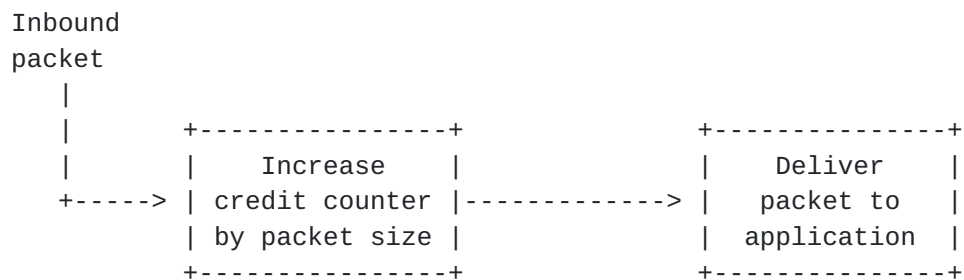 Inbound
packet
Increase
credit counter
by packet size
Deliver
packet to
application